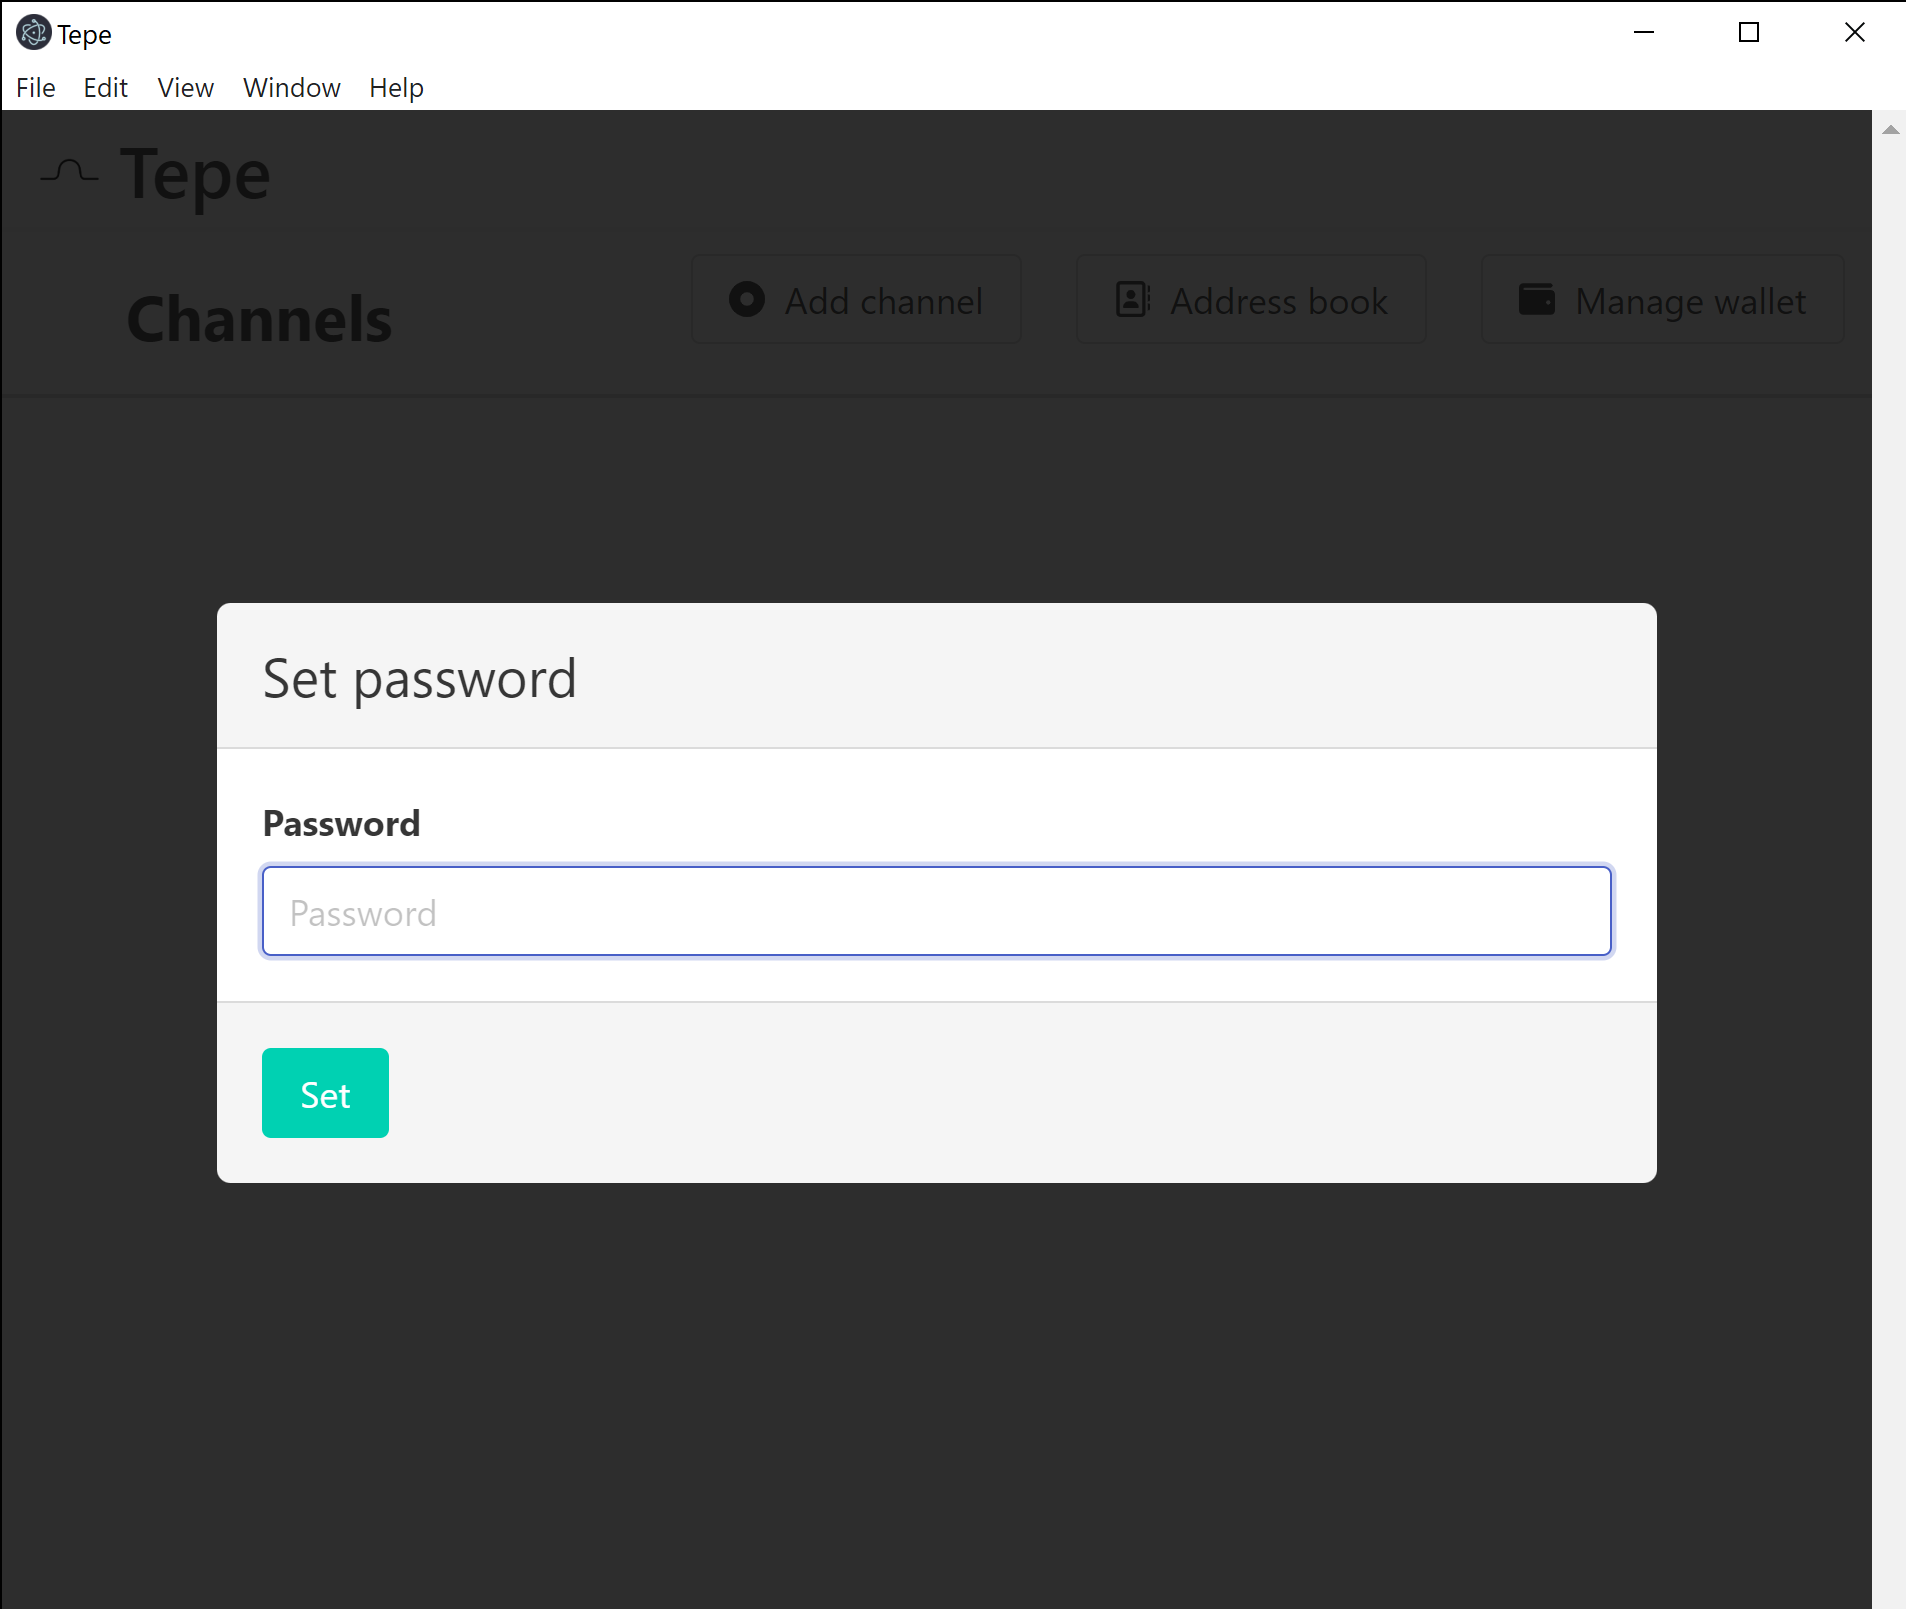 Tepe
File Edit View Window Help
Tepe
Channels Add channel Address book Manage wallet
Set password
Password
Password
Set